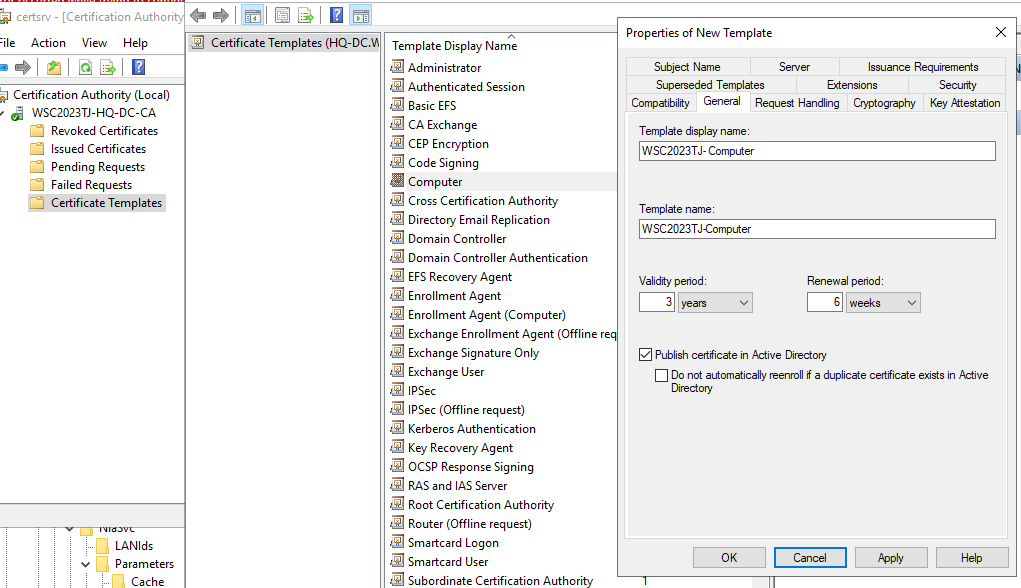 certsrv - [Certification Authority
File Action View Help
Certification Authority (Local)
WSC2023TJ-HQ-DC-CA
Revoked Certificates
Issued Certificates
Pending Requests
Failed Requests
Certificate Templates
NlaSvc
LANIds
Parameters
Cache
Certificate Templates (HQ-DC.W
Template Display Name
Administrator
Authenticated Session
Basic EFS
CA Exchange
CEP Encryption
Code Signing
Computer
Cross Certification Authority
Directory Email Replication
Domain Controller
Domain Controller Authentication
EFS Recovery Agent
Enrollment Agent
Enrollment Agent (Computer)
Exchange Enrollment Agent (Offline req
Exchange Signature Only
Exchange User
IPSec
IPSec (Offline request)
Kerberos Authentication
Key Recovery Agent
OCSP Response Signing
RAS and IAS Server
Root Certification Authority
Router (Offline request)
Smartcard Logon
Smartcard User
Subordinate Certification Authority 1
Properties of New Template
Subject Name Server Issuance Requirements
Superseded Templates Extensions Security
Compatibility General Request Handling Cryptography Key Attestation
Template display name:
WSC2023TJ- Computer
Template name:
WSC2023TJ-Computer
Validity period: Renewal period:
3 years 6 weeks
Publish certificate in Active Directory
Do not automatically reenroll if a duplicate certificate exists in Active
Directory
OK Cancel Apply Help